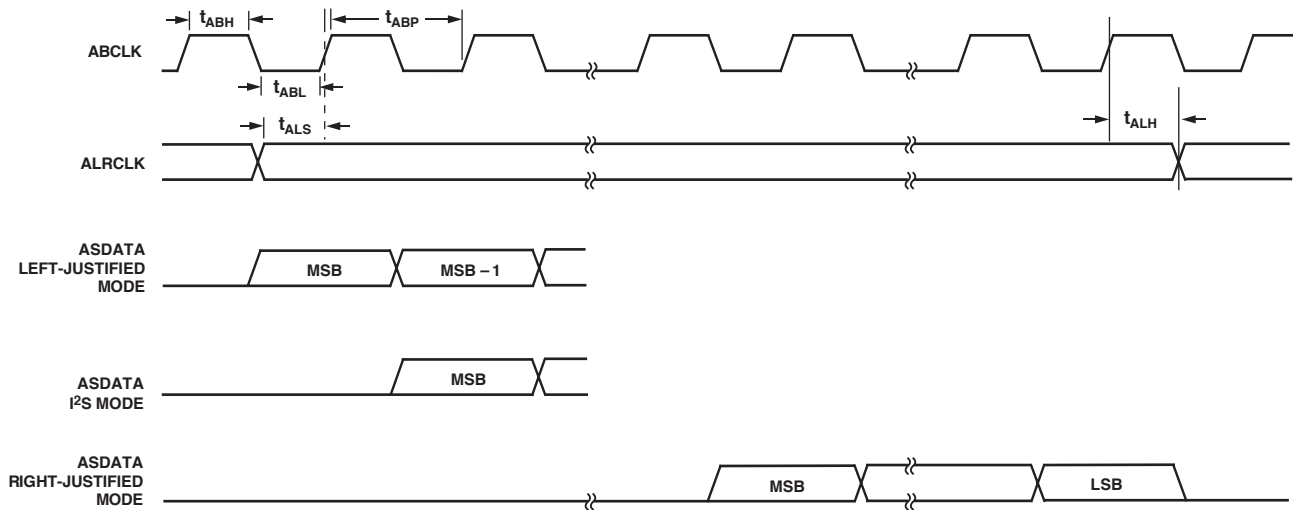 tABH
tABP
ABCLK
tABL
tALS
tALH
ALRCLK
ASDATA
LEFT-JUSTIFIED
MODE
MSB
MSB – 1
ASDATA
I²S MODE
MSB
ASDATA
RIGHT-JUSTIFIED
MODE
MSB
LSB